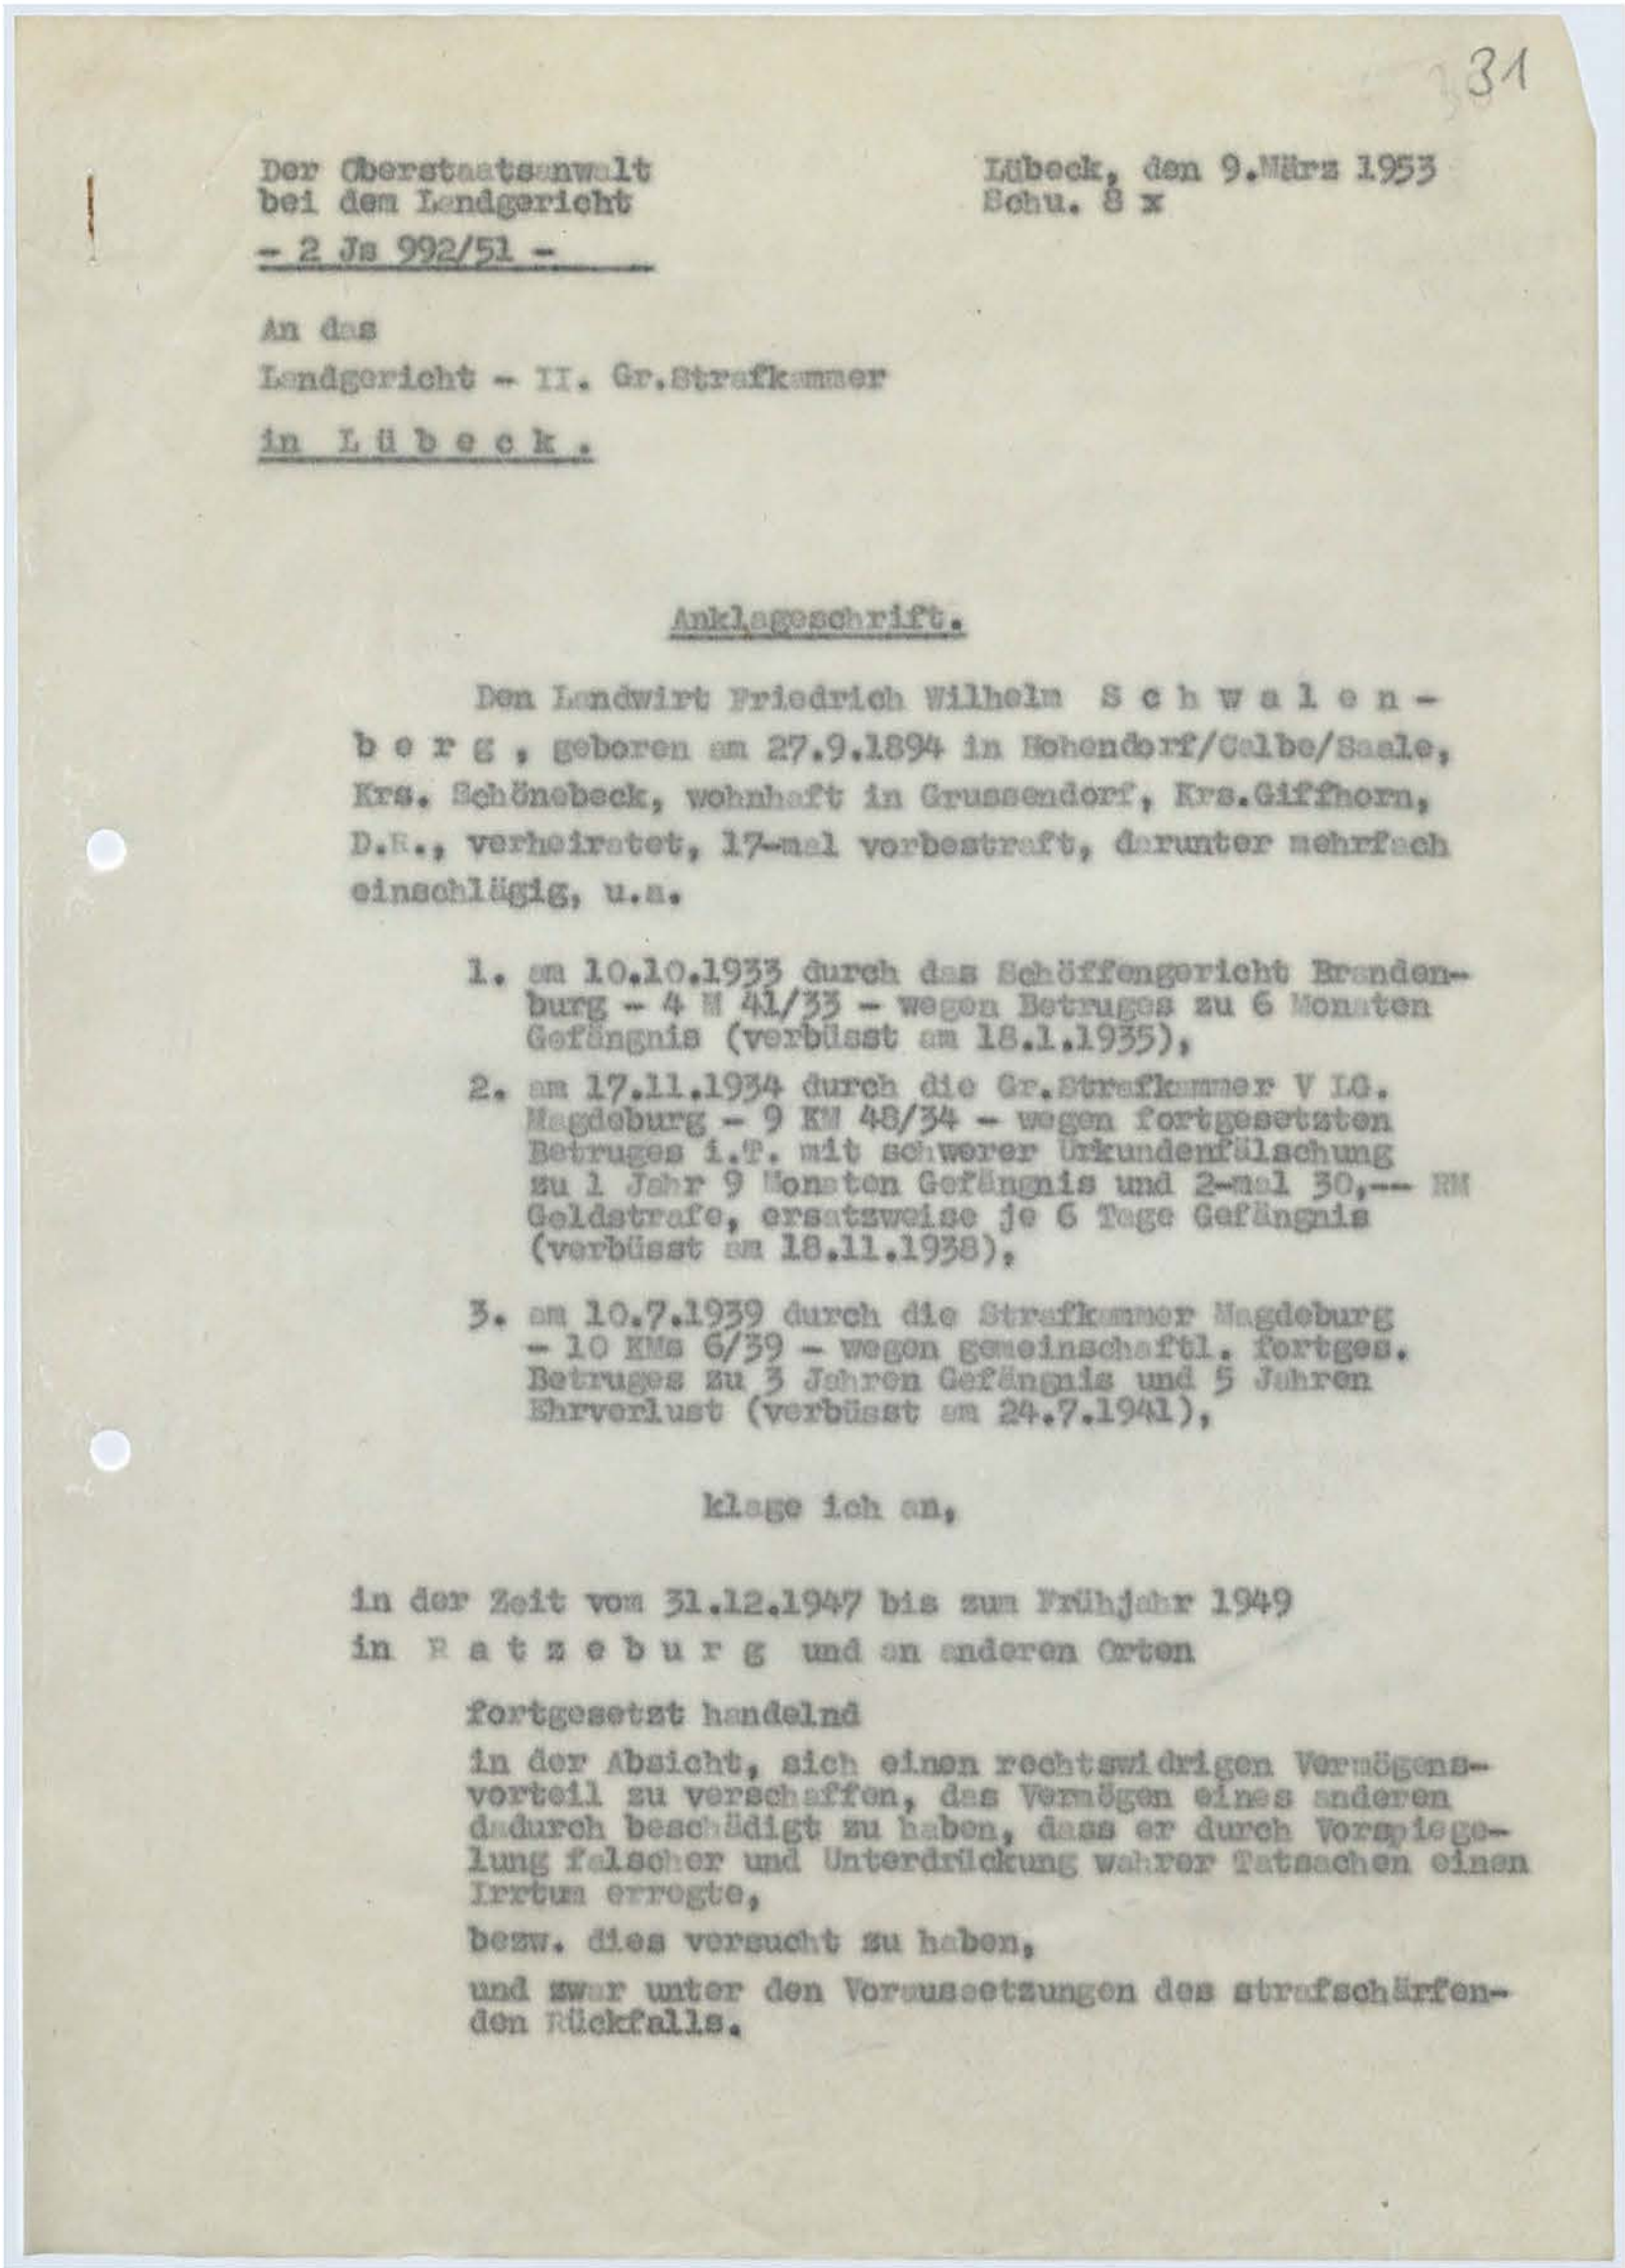 31
Der Oberstaatsanwalt
bei dem Landgericht
- 2 Js 992/51 -
Lübeck, den 9.März 1953
Schu. 8 x
An das
Landgericht - II. Gr.Strafkammer
in L ü b e c k .
Anklageschrift.
Den Landwirt Friedrich Wilhelm S c h w a l e n -
b e r g , geboren am 27.9.1894 in Hohendorf/Calbe/Saale,
Krs. Schönebeck, wohnhaft in Grussendorf, Krs.Giffhorn,
D.R., verheiratet, 17-mal vorbestraft, darunter mehrfach
einschlägig, u.a.
1. am 10.10.1933 durch das Schöffengericht Branden-
burg - 4 M 41/33 - wegen Betruges zu 6 Monaten
Gefängnis (verbüsst am 18.1.1935),
2. am 17.11.1934 durch die Gr.Strafkammer V LG.
Magdeburg - 9 KM 48/34 - wegen fortgesetzten
Betruges i.T. mit schwerer Urkundenfälschung
zu 1 Jahr 9 Monaten Gefängnis und 2-mal 30,-- RM
Geldstrafe, ersatzweise je 6 Tage Gefängnis
(verbüsst am 18.11.1938),
3. am 10.7.1939 durch die Strafkammer Magdeburg
- 10 KMs 6/39 - wegen gemeinschaftl. fortges.
Betruges zu 3 Jahren Gefängnis und 5 Jahren
Ehrverlust (verbüsst am 24.7.1941),
klage ich an,
in der Zeit vom 31.12.1947 bis zum Frühjahr 1949
in R a t z e b u r g und an anderen Orten
fortgesetzt handelnd
in der Absicht, sich einen rechtswidrigen Vermögens-
vorteil zu verschaffen, das Vermögen eines anderen
dadurch beschädigt zu haben, dass er durch Vorspiege-
lung falscher und Unterdrückung wahrer Tatsachen einen
Irrtum erregte,
bezw. dies versucht zu haben,
und zwar unter den Voraussetzungen des strafschärfen-
den Rückfalls.